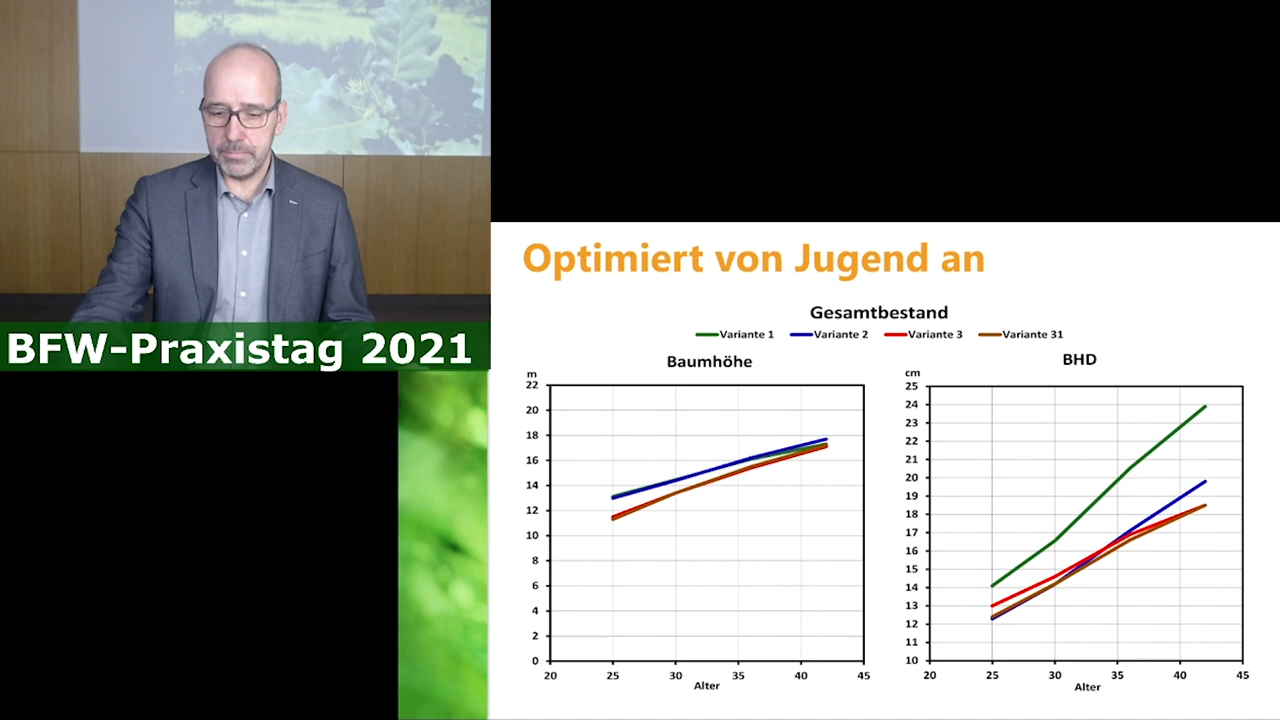 BFW-Praxistag 2021
Optimiert von Jugend an
Gesamtbestand
Variante 1 Variante 2 Variante 3 Variante 31
Baumhöhe
m
22
20
18
16
14
12
10
8
6
4
2
0
20 25 30 35 40 45
Alter
BHD
cm
25
24
23
22
21
20
19
18
17
16
15
14
13
12
11
10
20 25 30 35 40 45
Alter